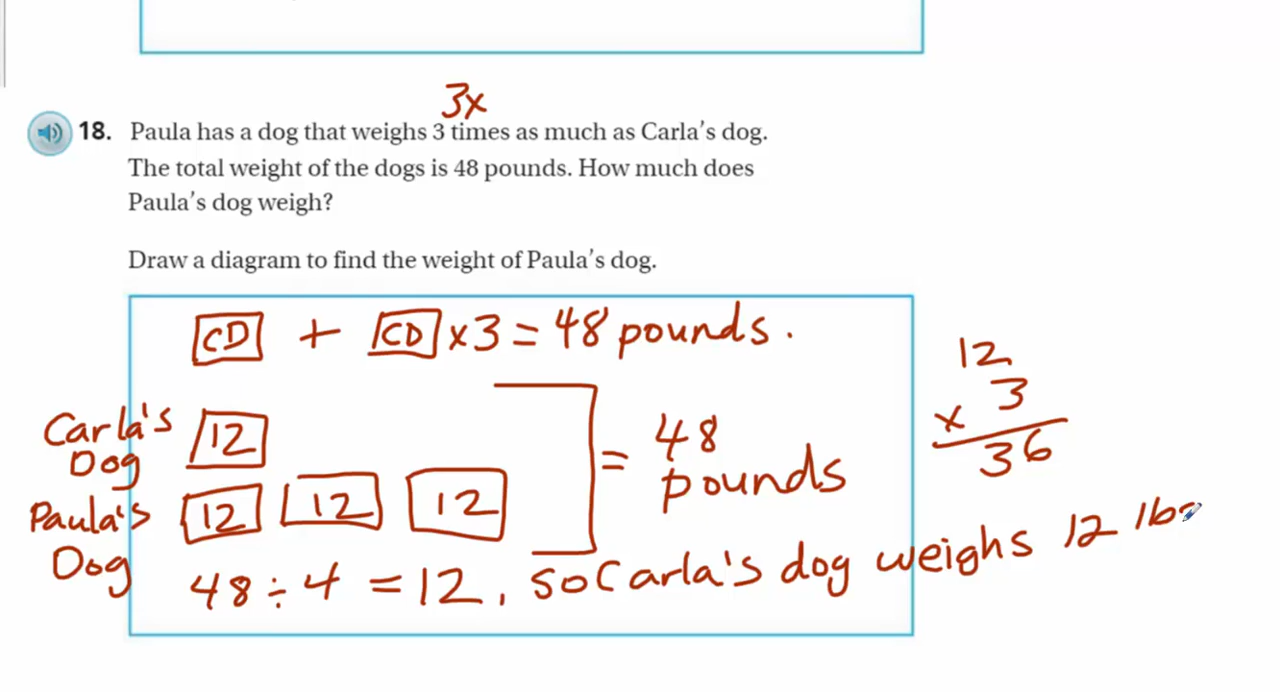 3x
18. Paula has a dog that weighs 3 times as much as Carla's dog.
The total weight of the dogs is 48 pounds. How much does
Paula's dog weigh?
Draw a diagram to find the weight of Paula's dog.
CD + CD x 3 = 48 pounds.
Carla's
Dog
12
Paula's
Dog
12 12 12
= 48
pounds
12
x 3
36
48 ÷ 4 = 12, so Carla's dog weighs 12 lbs